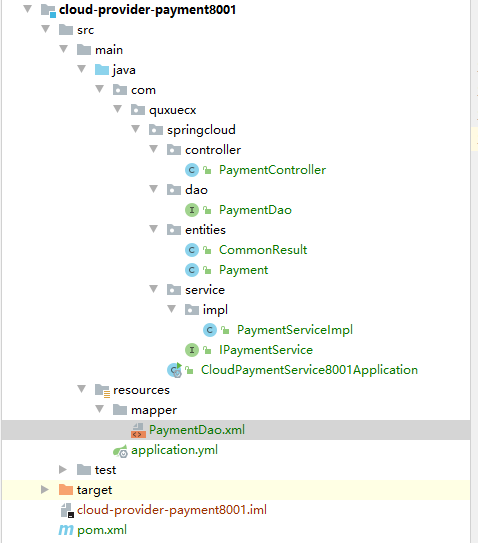 cloud-provider-payment8001
src
main
java
com
quxuecx
springcloud
controller
PaymentController
dao
PaymentDao
entities
CommonResult
Payment
service
impl
PaymentServiceImpl
IPaymentService
CloudPaymentService8001Application
resources
mapper
PaymentDao.xml
application.yml
test
target
cloud-provider-payment8001.iml
pom.xml